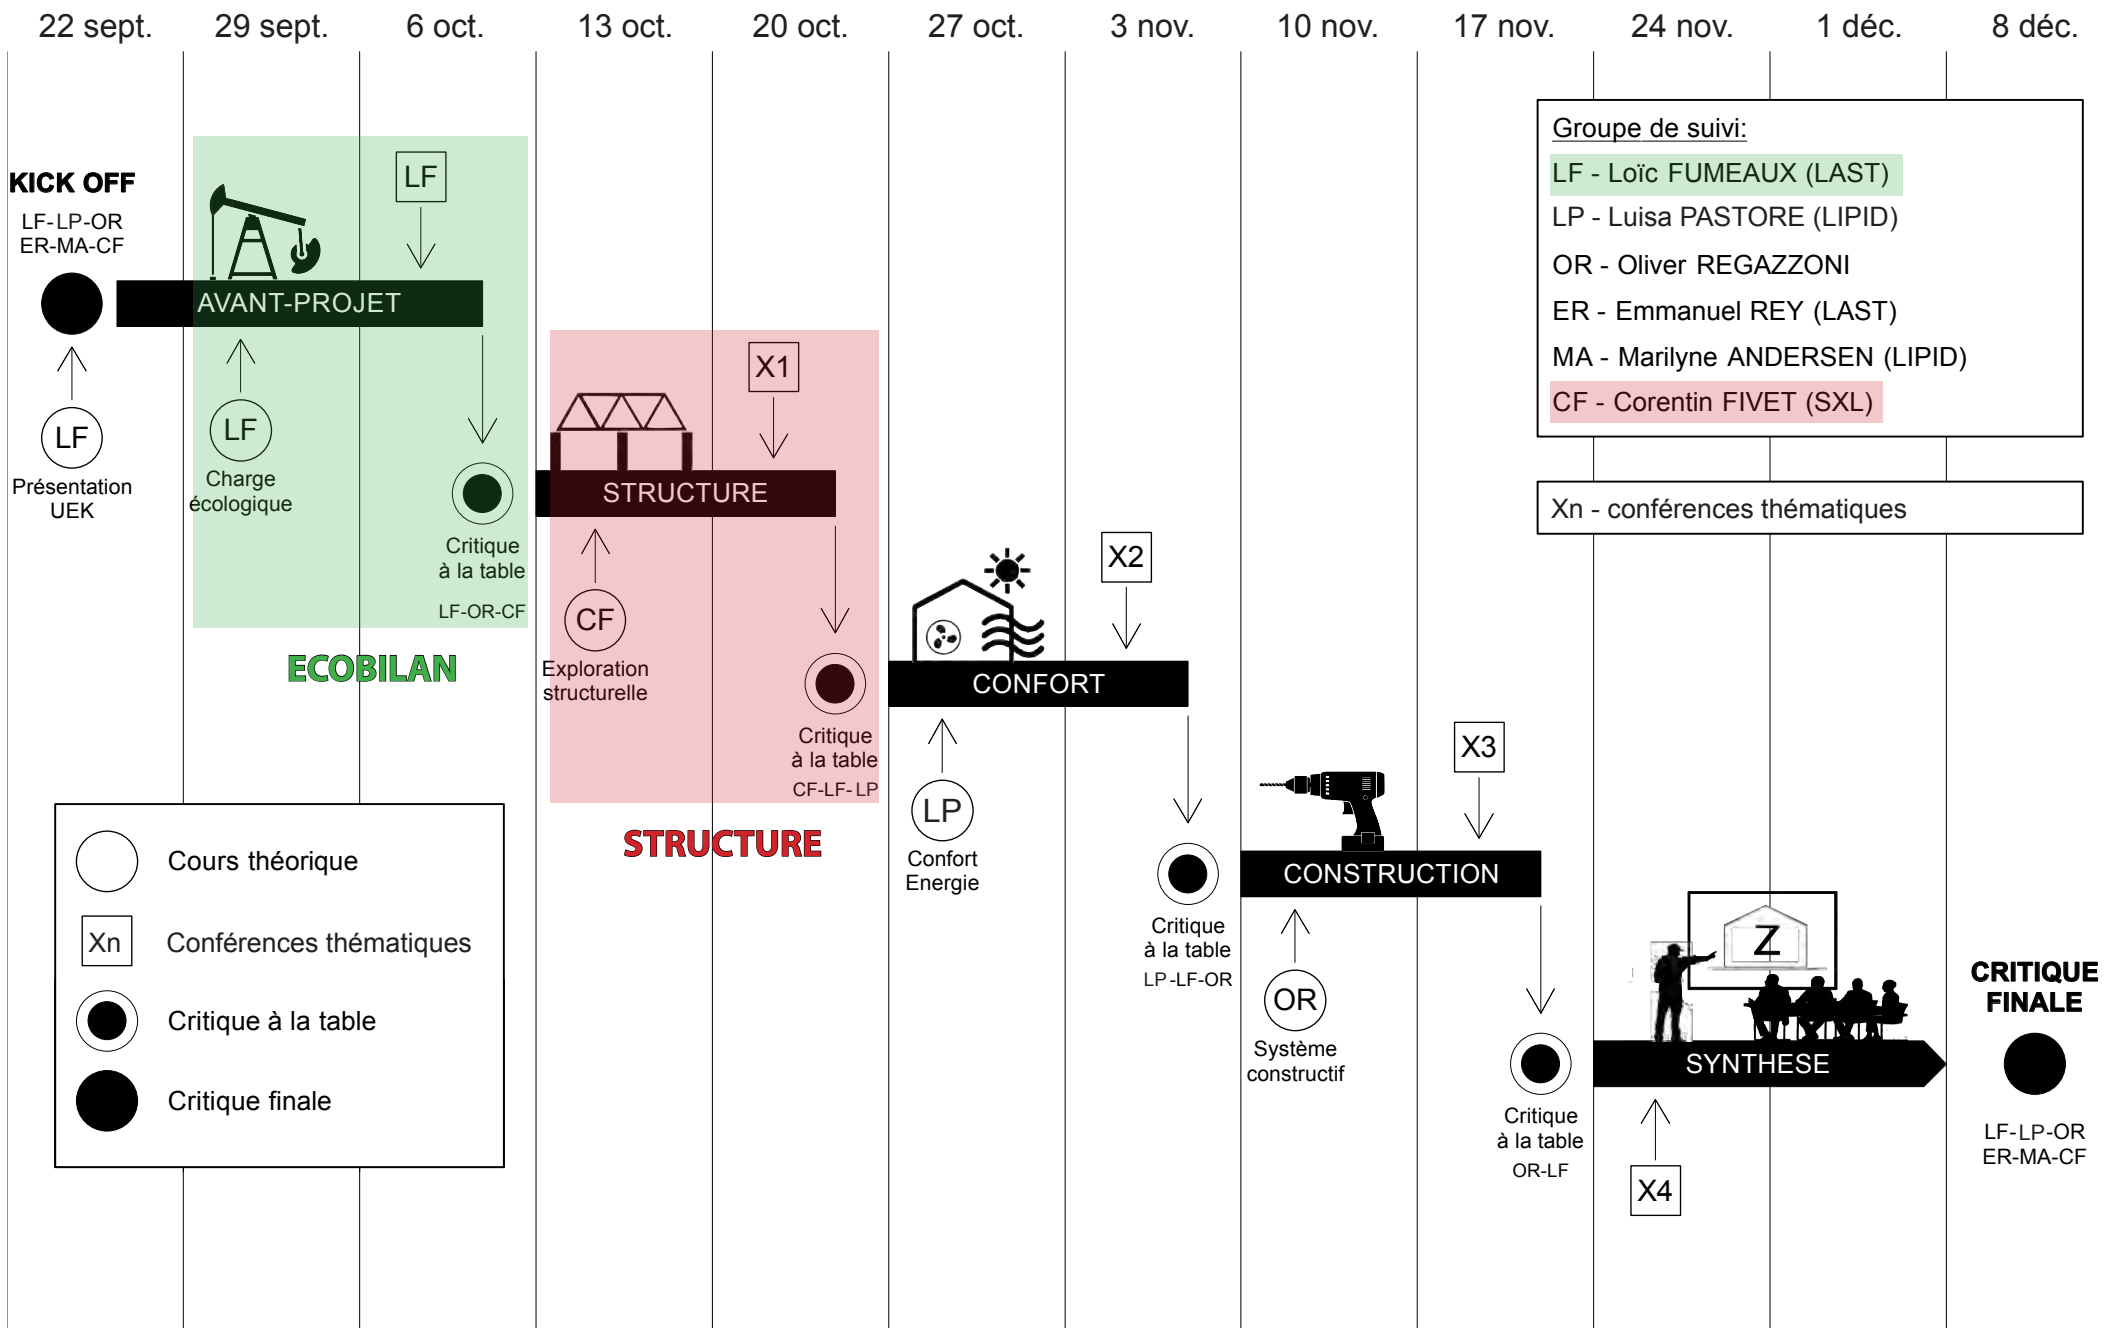 22 sept. 29 sept. 6 oct. 13 oct. 20 oct. 27 oct. 3 nov. 10 nov. 17 nov. 24 nov. 1 déc. 8 déc.
KICK OFF
LF-LP-OR
ER-MA-CF
LF
Présentation
UEK
LF
AVANT-PROJET
LF
Charge
écologique
Critique
à la table
LF-OR-CF
ECOBILAN
X1
STRUCTURE
CF
Exploration
structurelle
Critique
à la table
CF-LF-LP
STRUCTURE
X2
CONFORT
LP
Confort
Energie
Critique
à la table
LP-LF-OR
X3
CONSTRUCTION
OR
Système
constructif
Critique
à la table
OR-LF
Z
SYNTHESE
X4
CRITIQUE
FINALE
LF-LP-OR
ER-MA-CF
Groupe de suivi:
LF - Loïc FUMEAUX (LAST)
LP - Luisa PASTORE (LIPID)
OR - Oliver REGAZZONI
ER - Emmanuel REY (LAST)
MA - Marilyne ANDERSEN (LIPID)
CF - Corentin FIVET (SXL)
Xn - conférences thématiques
Cours théorique
Xn Conférences thématiques
Critique à la table
Critique finale